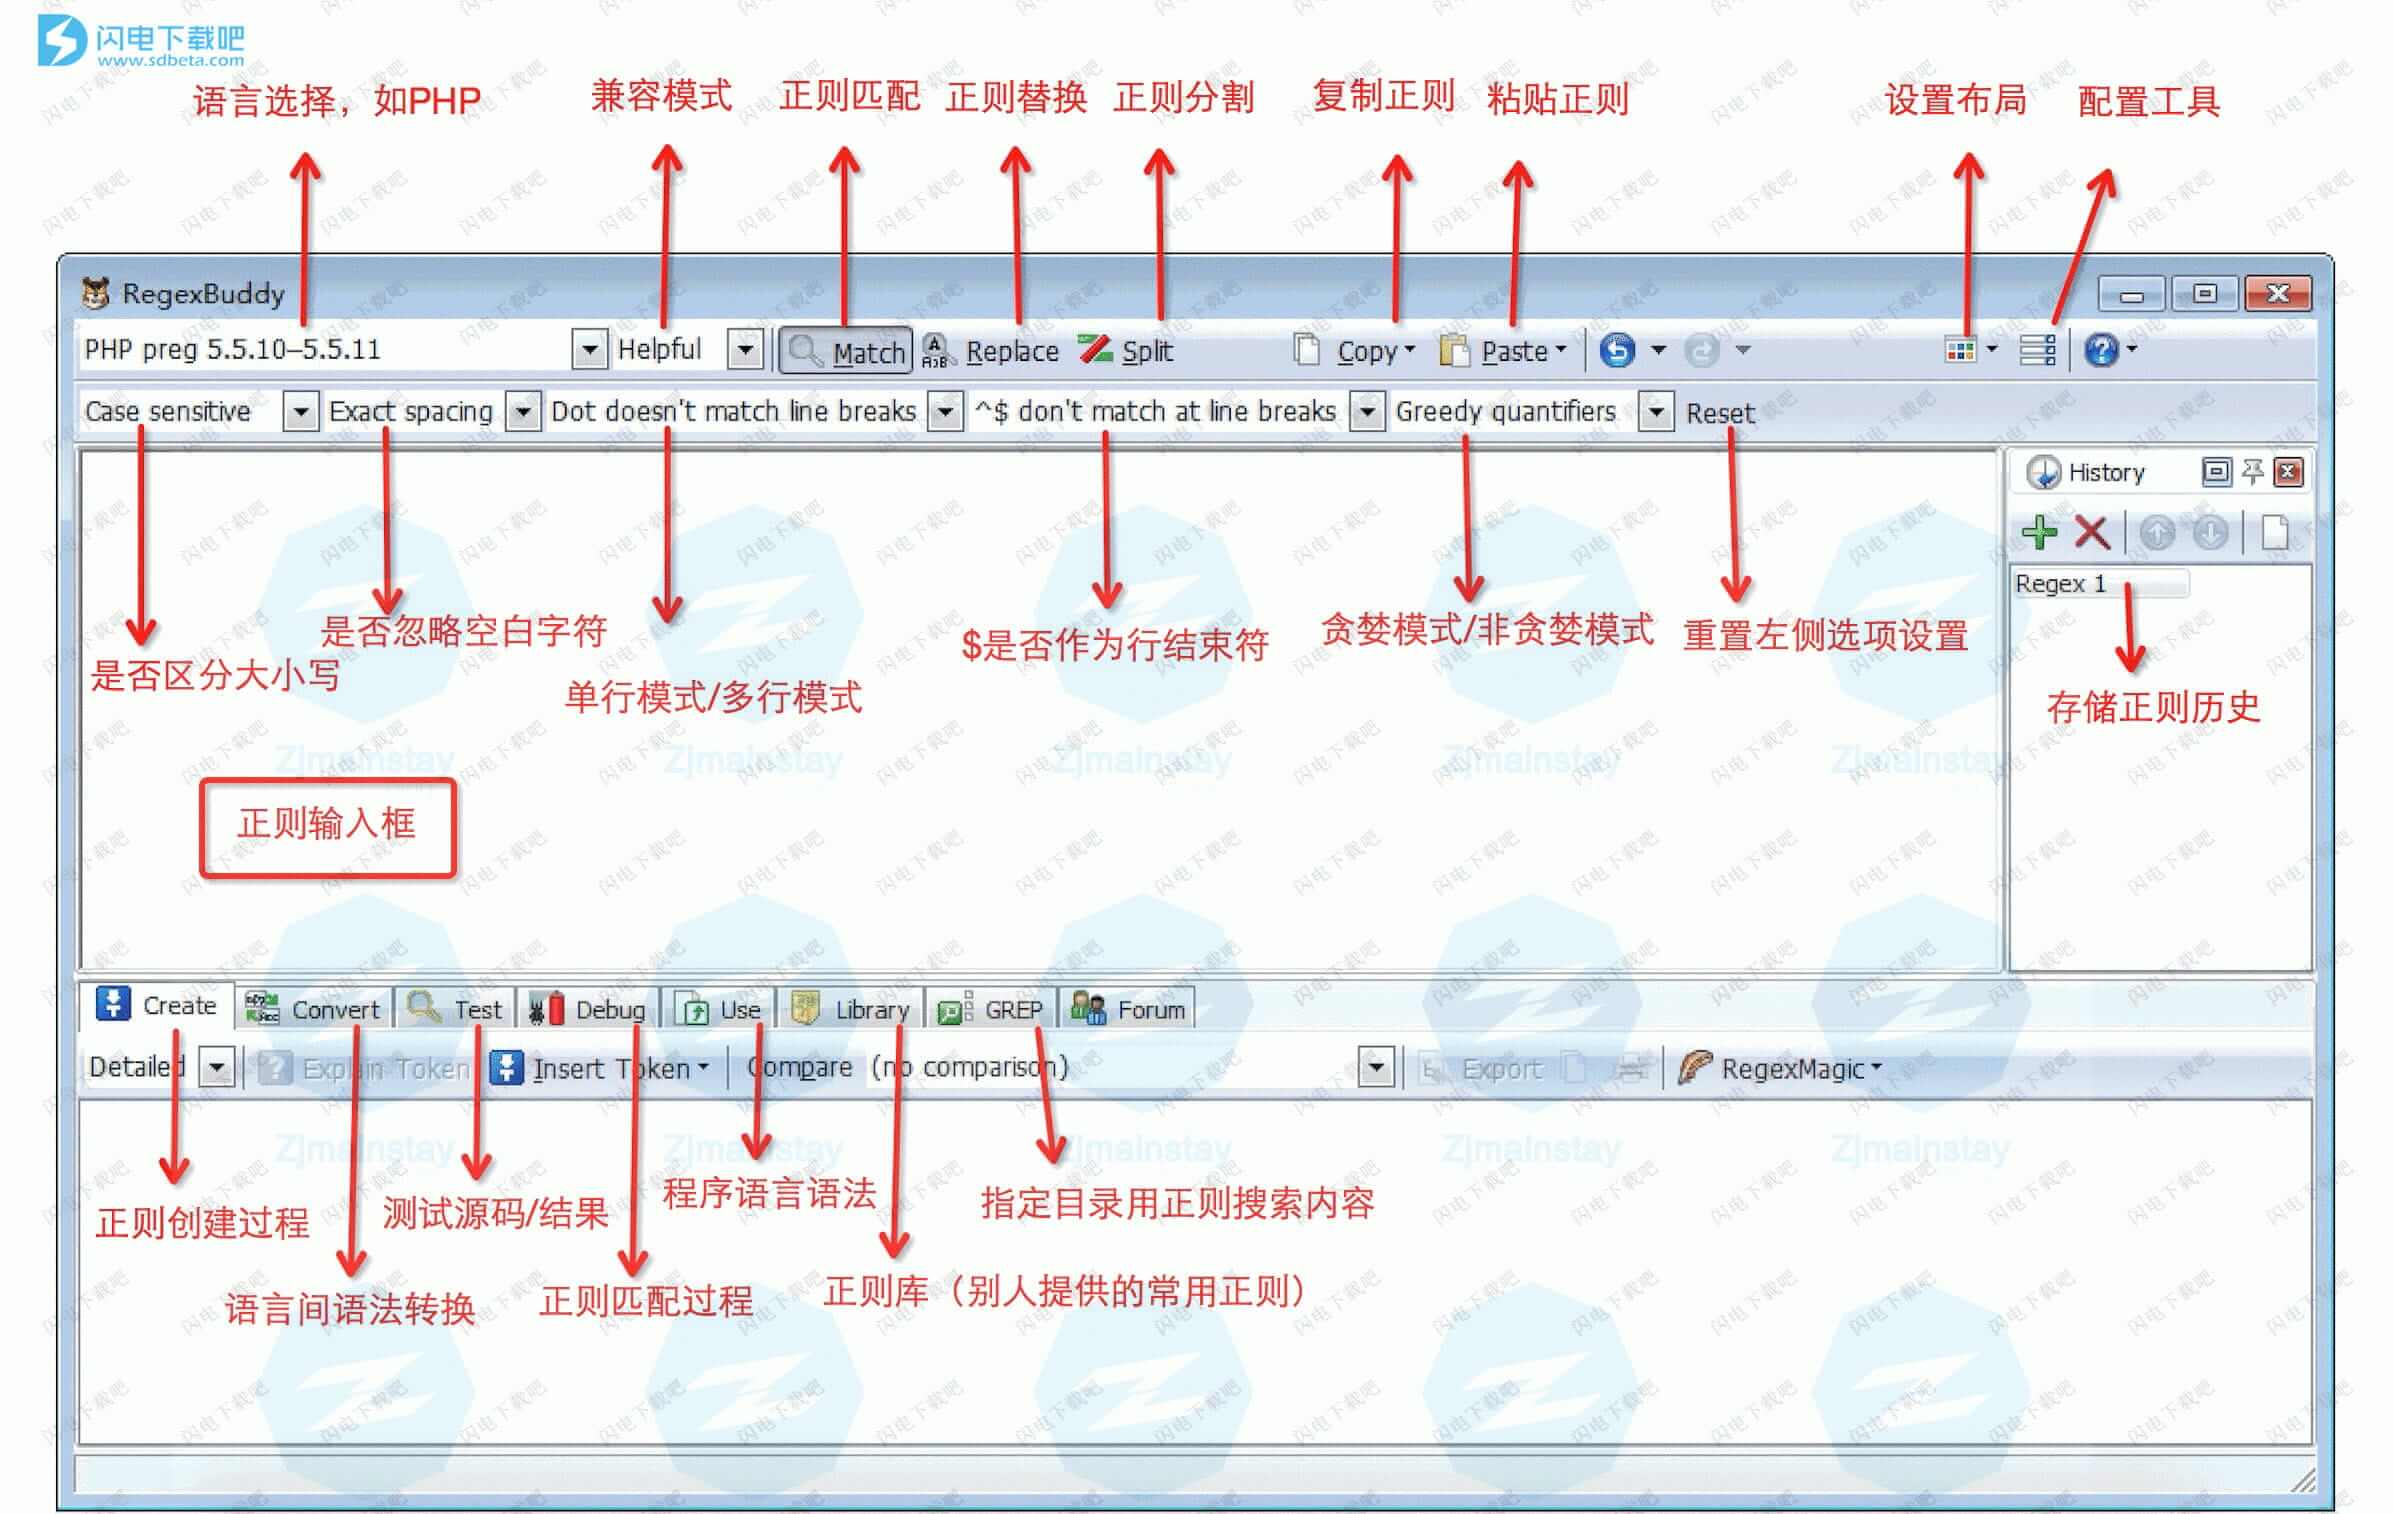 闪电下载吧
www.sdbeta.com
语言选择，如PHP
兼容模式
正则匹配
正则替换
正则分割
复制正则
粘贴正则
设置布局
配置工具
RegexBuddy
PHP preg 5.5.10–5.5.11
Helpful
Match
Replace
Split
Copy
Paste
Case sensitive
Exact spacing
Dot doesn't match line breaks
^$ don't match at line breaks
Greedy quantifiers
Reset
History
Regex 1
是否区分大小写
是否忽略空白字符
单行模式/多行模式
$是否作为行结束符
贪婪模式/非贪婪模式
重置左侧选项设置
存储正则历史
正则输入框
Zjmainstay
Create
Convert
Test
Debug
Use
Library
GREP
Forum
Detailed
Explain Token
Insert Token
Compare
(no comparison)
Export
RegexMagic
正则创建过程
语言间语法转换
测试源码/结果
正则匹配过程
程序语言语法
正则库（别人提供的常用正则）
指定目录用正则搜索内容